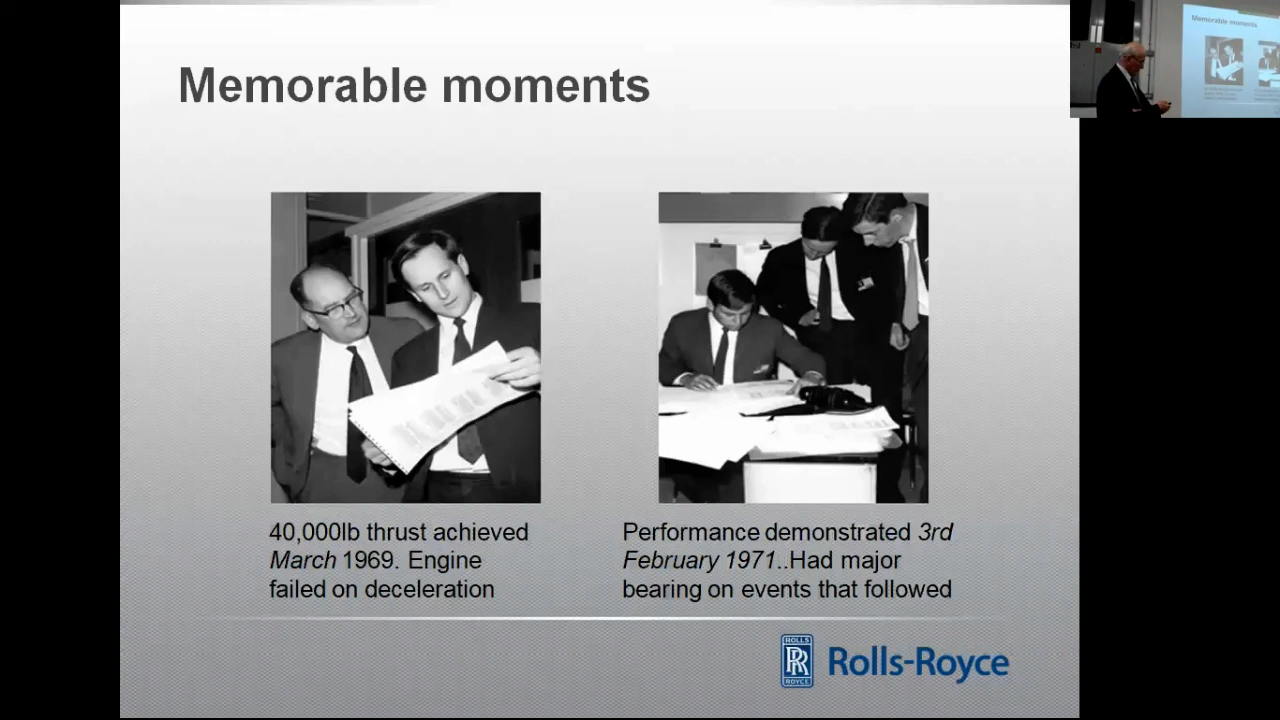 Memorable moments
40,000lb thrust achieved
March 1969. Engine
failed on deceleration
Performance demonstrated 3rd
February 1971..Had major
bearing on events that followed
ROLLS
RR
ROYCE
Rolls-Royce
Memorable moments